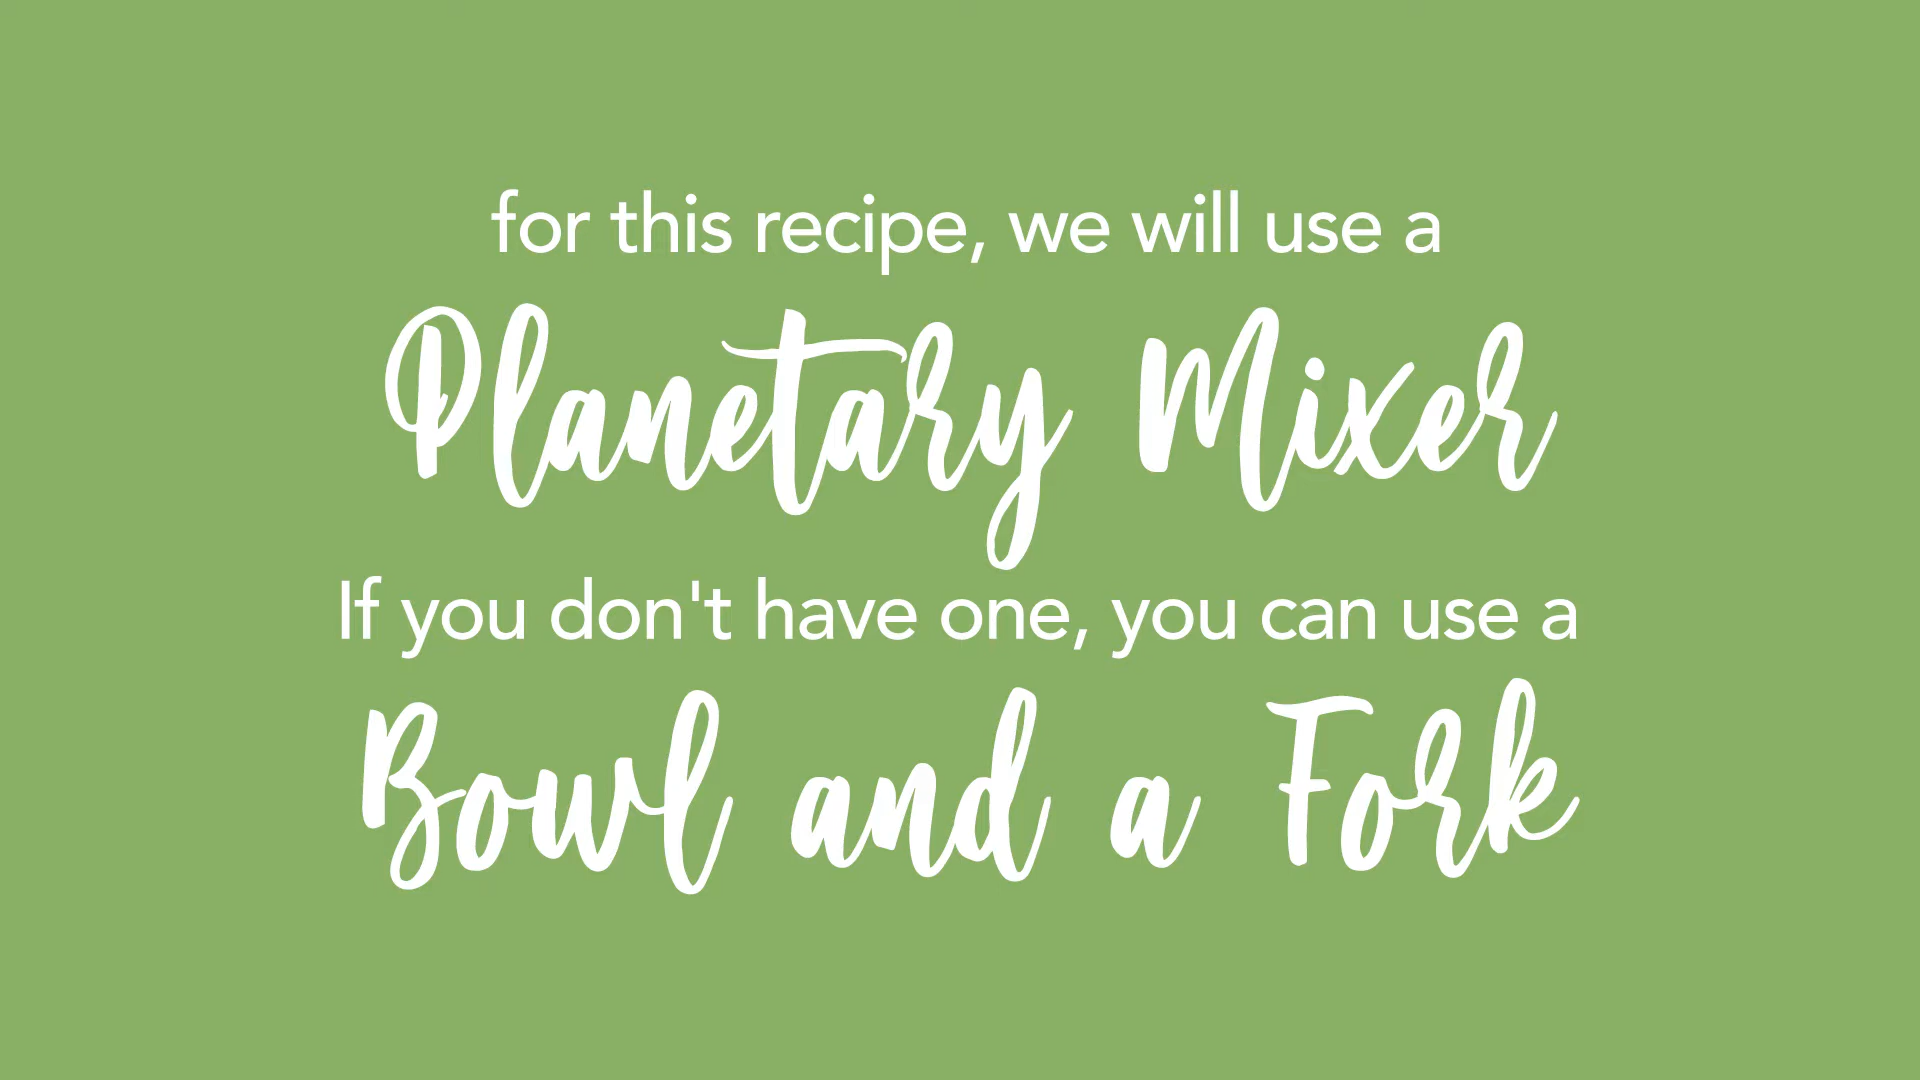 for this recipe, we will use a
Planetary Mixer
If you don't have one, you can use a
Bowl and a Fork